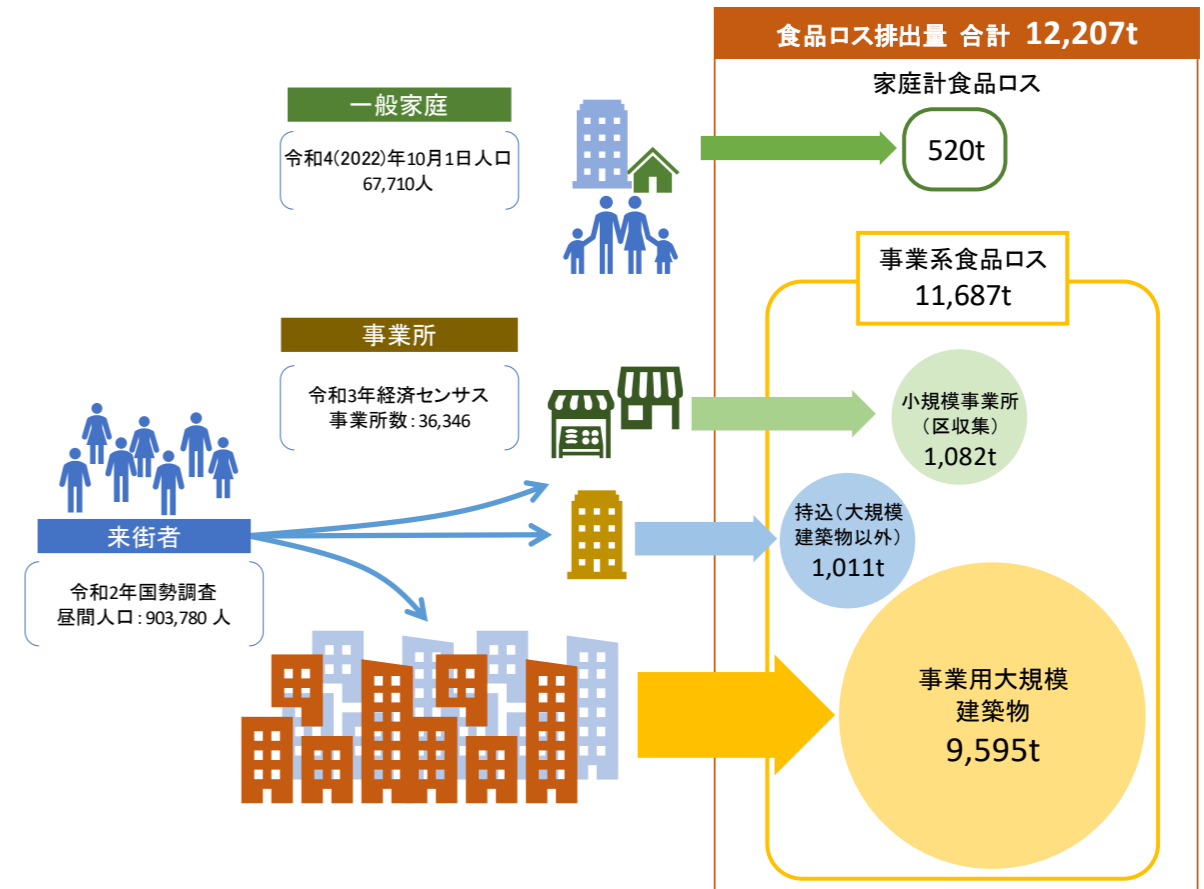 食品ロス排出量 合計 12,207t
家庭計食品ロス
520t
一般家庭
令和4(2022)年10月1日人口
67,710人
事業系食品ロス
11,687t
事業所
令和3年経済センサス
事業所数：36,346
小規模事業所
（区収集）
1,082t
来街者
令和2年国勢調査
昼間人口：903,780 人
持込（大規模
建築物以外）
1,011t
事業用大規模
建築物
9,595t